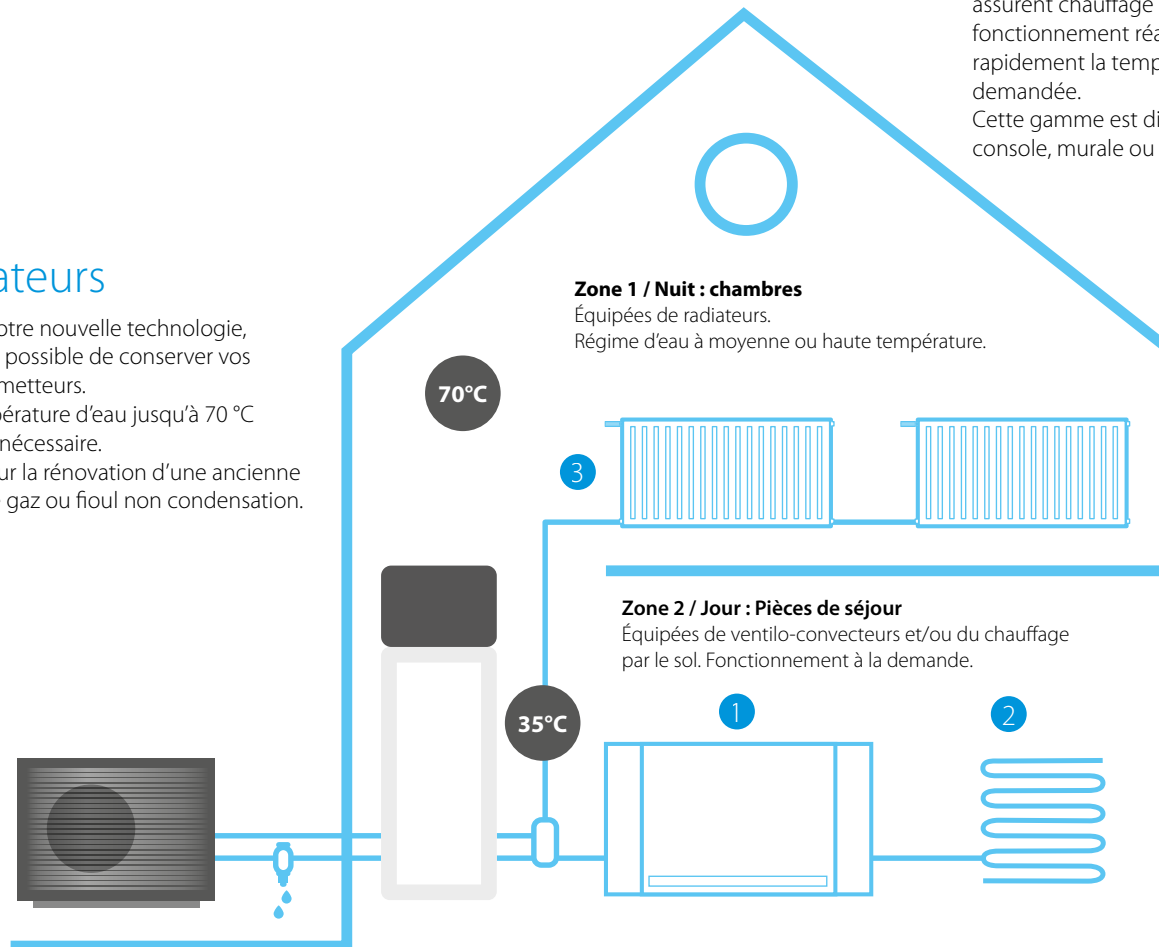 assurent chauffage
fonctionnement réa
rapidement la temp
demandée.
Cette gamme est di
console, murale ou
ateurs
otre nouvelle technologie,
possible de conserver vos
metteurs.
pérature d’eau jusqu’à 70 °C
nécessaire.
ur la rénovation d’une ancienne
gaz ou fioul non condensation.
Zone 1 / Nuit : chambres
Équipées de radiateurs.
Régime d’eau à moyenne ou haute température.
70°C
3
Zone 2 / Jour : Pièces de séjour
Équipées de ventilo-convecteurs et/ou du chauffage
par le sol. Fonctionnement à la demande.
35°C
1
2